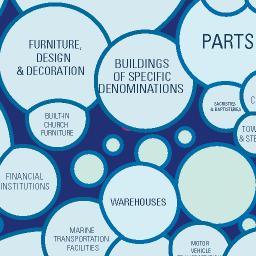 FURNITURE,
DESIGN
& DECORATION
BUILDINGS
OF SPECIFIC
DENOMINATIONS
PARTS
SACRISTIES
& BAPTISTERIES
BUILT-IN
CHURCH
FURNITURE
TOW
& STE
FINANCIAL
INSTITUTIONS
WAREHOUSES
MARINE
TRANSPORTATION
FACILITIES
MOTOR
VEHICLE